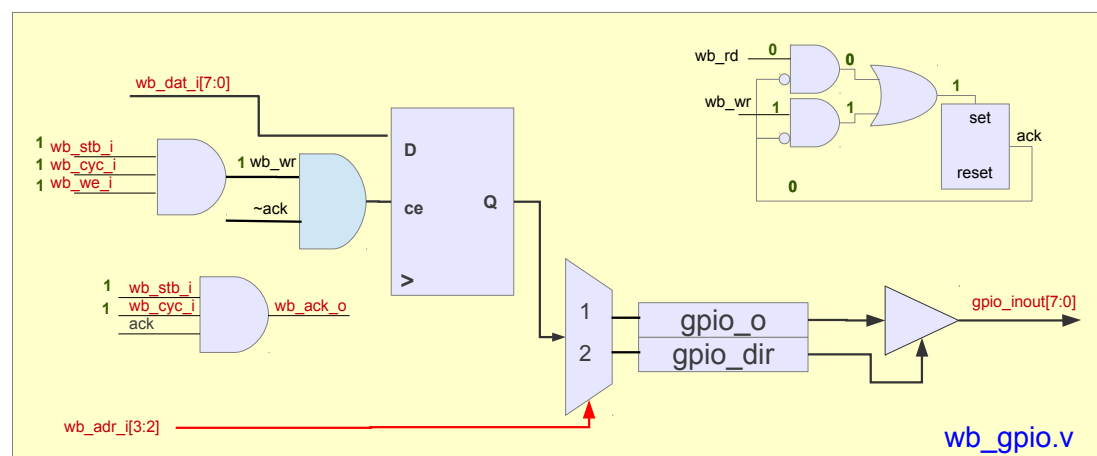 wb_dat_i[7:0]
1 wb_stb_i
1 wb_cyc_i
1 wb_we_i
1 wb_wr
~ack
D
ce
Q
>
1 wb_stb_i
1 wb_cyc_i
ack
wb_ack_o
wb_adr_i[3:2]
1
2
gpio_o
gpio_dir
gpio_inout[7:0]
wb_rd
0
0
wb_wr
1
1
1
set
reset
ack
0
wb_gpio.v